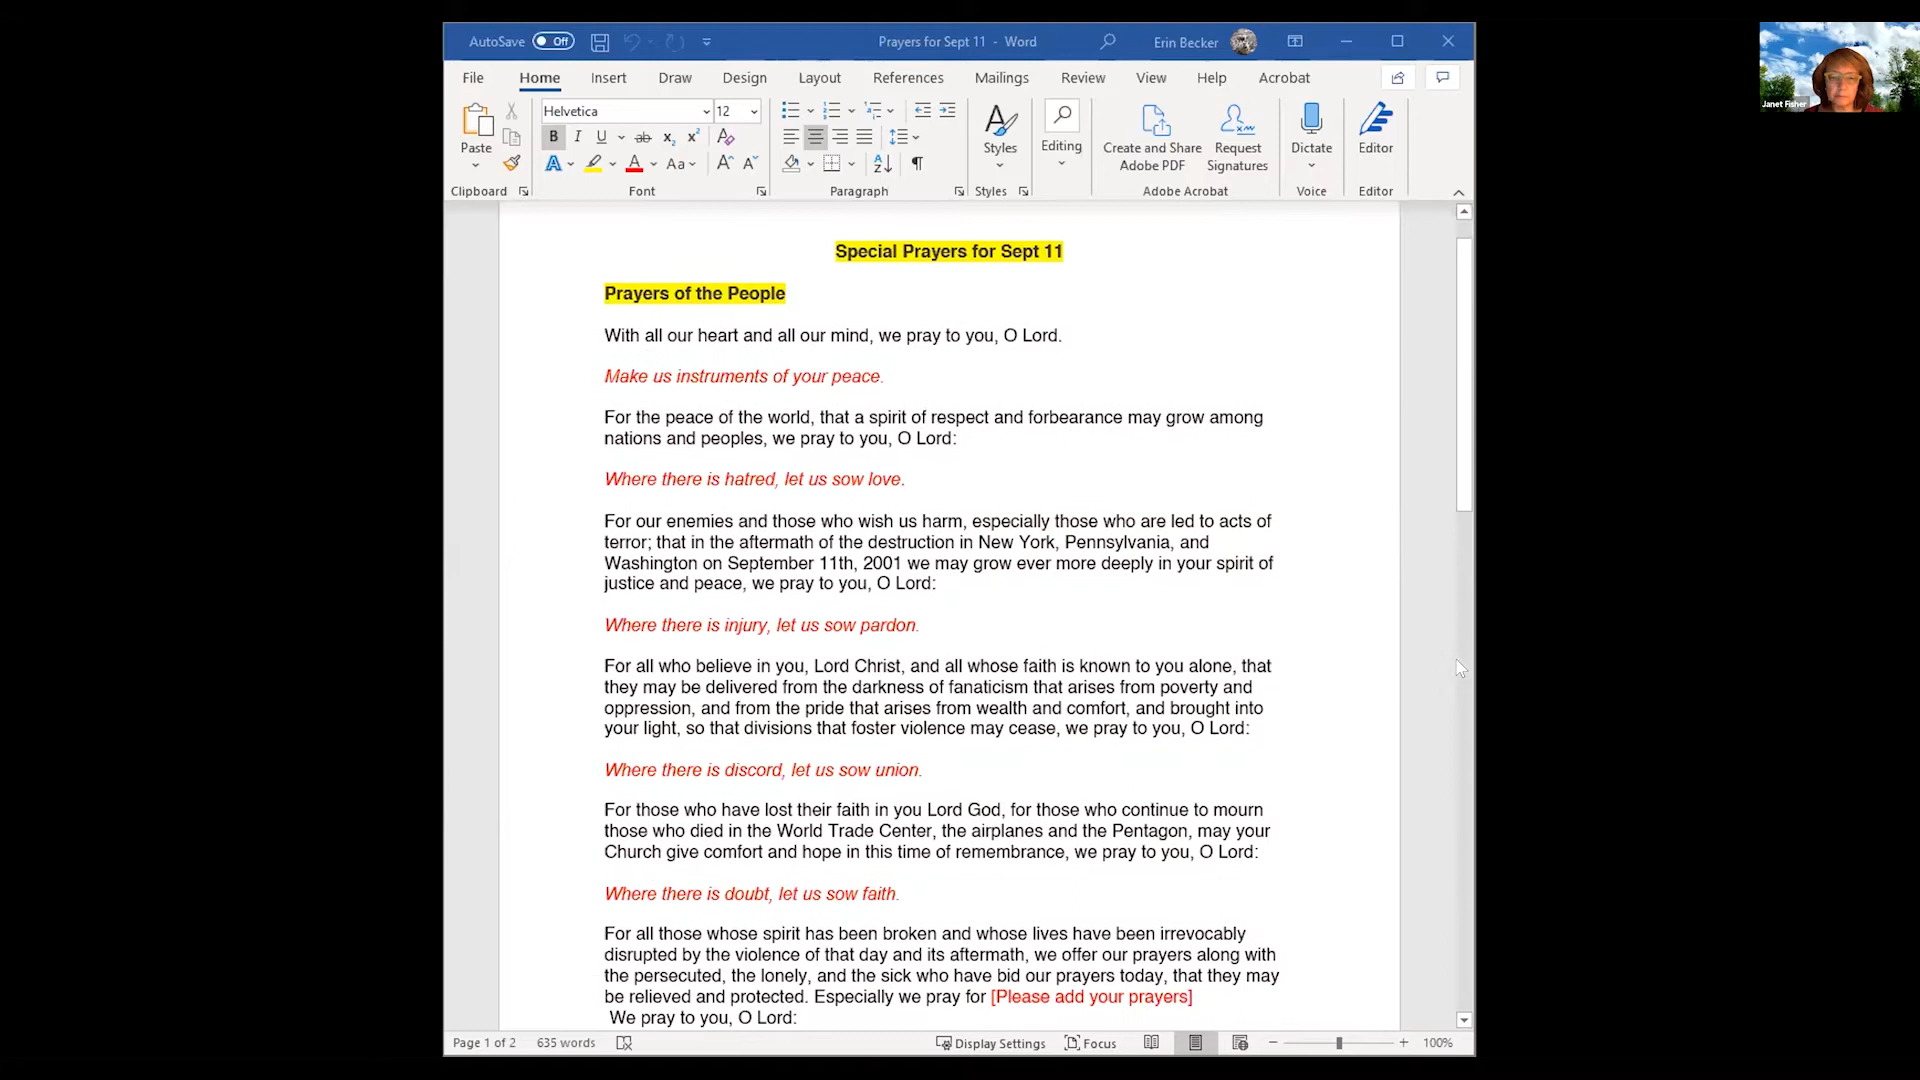 AutoSave Off Prayers for Sept 11 - Word Erin Becker
File Home Insert Draw Design Layout References Mailings Review View Help Acrobat
Helvetica 12
B I U ab x₂ x² A
A A Aa A A
Paste
Styles
Editing
Create and Share
Adobe PDF
Request
Signatures
Dictate
Editor
Clipboard Font Paragraph Styles Adobe Acrobat Voice Editor
Janet Fisher
Special Prayers for Sept 11
Prayers of the People
With all our heart and all our mind, we pray to you, O Lord.
Make us instruments of your peace.
For the peace of the world, that a spirit of respect and forbearance may grow among
nations and peoples, we pray to you, O Lord:
Where there is hatred, let us sow love.
For our enemies and those who wish us harm, especially those who are led to acts of
terror; that in the aftermath of the destruction in New York, Pennsylvania, and
Washington on September 11th, 2001 we may grow ever more deeply in your spirit of
justice and peace, we pray to you, O Lord:
Where there is injury, let us sow pardon.
For all who believe in you, Lord Christ, and all whose faith is known to you alone, that
they may be delivered from the darkness of fanaticism that arises from poverty and
oppression, and from the pride that arises from wealth and comfort, and brought into
your light, so that divisions that foster violence may cease, we pray to you, O Lord:
Where there is discord, let us sow union.
For those who have lost their faith in you Lord God, for those who continue to mourn
those who died in the World Trade Center, the airplanes and the Pentagon, may your
Church give comfort and hope in this time of remembrance, we pray to you, O Lord:
Where there is doubt, let us sow faith.
For all those whose spirit has been broken and whose lives have been irrevocably
disrupted by the violence of that day and its aftermath, we offer our prayers along with
the persecuted, the lonely, and the sick who have bid our prayers today, that they may
be relieved and protected. Especially we pray for [Please add your prayers]
We pray to you, O Lord:
Page 1 of 2 635 words Display Settings Focus 100%